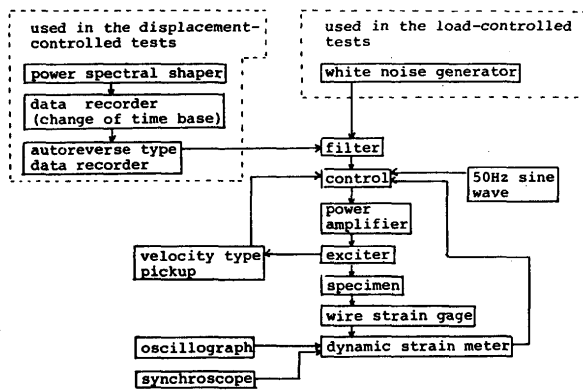 used in the displacement-
controlled tests
power spectral shaper
data recorder
(change of time base)
autoreverse type
data recorder
used in the load-controlled
tests
white noise generator
filter
control
50Hz sine
wave
power
amplifier
velocity type
pickup
exciter
specimen
wire strain gage
oscillograph
dynamic strain meter
synchroscope